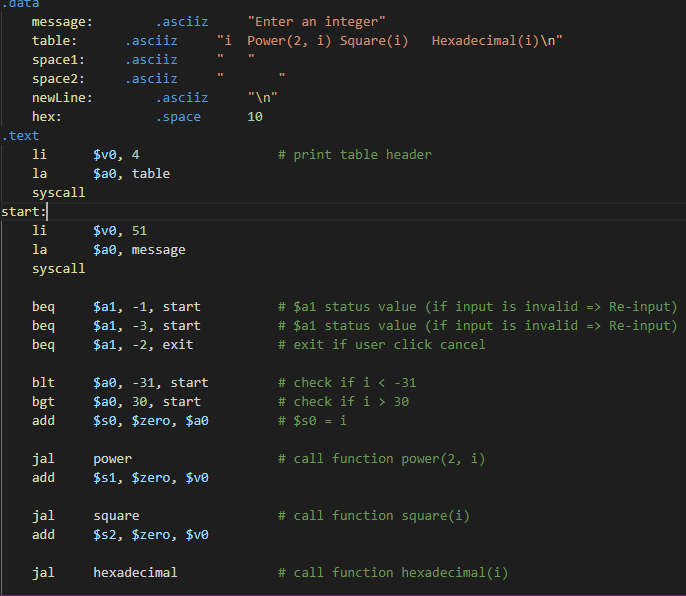 .data
message: .asciiz "Enter an integer"
table: .asciiz "i Power(2, i) Square(i) Hexadecimal(i)\n"
space1: .asciiz " "
space2: .asciiz " "
newLine: .asciiz "\n"
hex: .space 10
.text
li $v0, 4 # print table header
la $a0, table
syscall
start:
li $v0, 51
la $a0, message
syscall
beq $a1, -1, start # $a1 status value (if input is invalid => Re-input)
beq $a1, -3, start # $a1 status value (if input is invalid => Re-input)
beq $a1, -2, exit # exit if user click cancel
blt $a0, -31, start # check if i < -31
bgt $a0, 30, start # check if i > 30
add $s0, $zero, $a0 # $s0 = i
jal power # call function power(2, i)
add $s1, $zero, $v0
jal square # call function square(i)
add $s2, $zero, $v0
jal hexadecimal # call function hexadecimal(i)